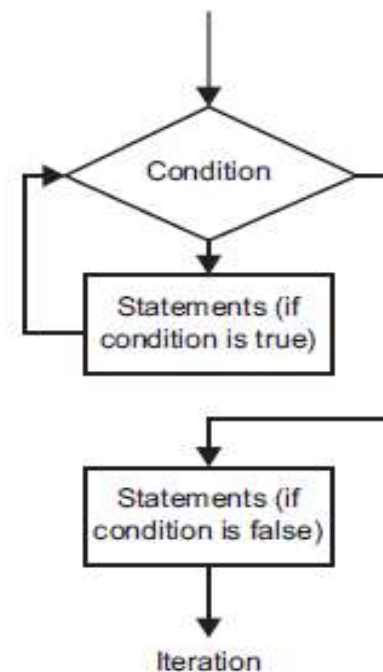 Condition
Statements (if
condition is true)
Statements (if
condition is false)
Iteration